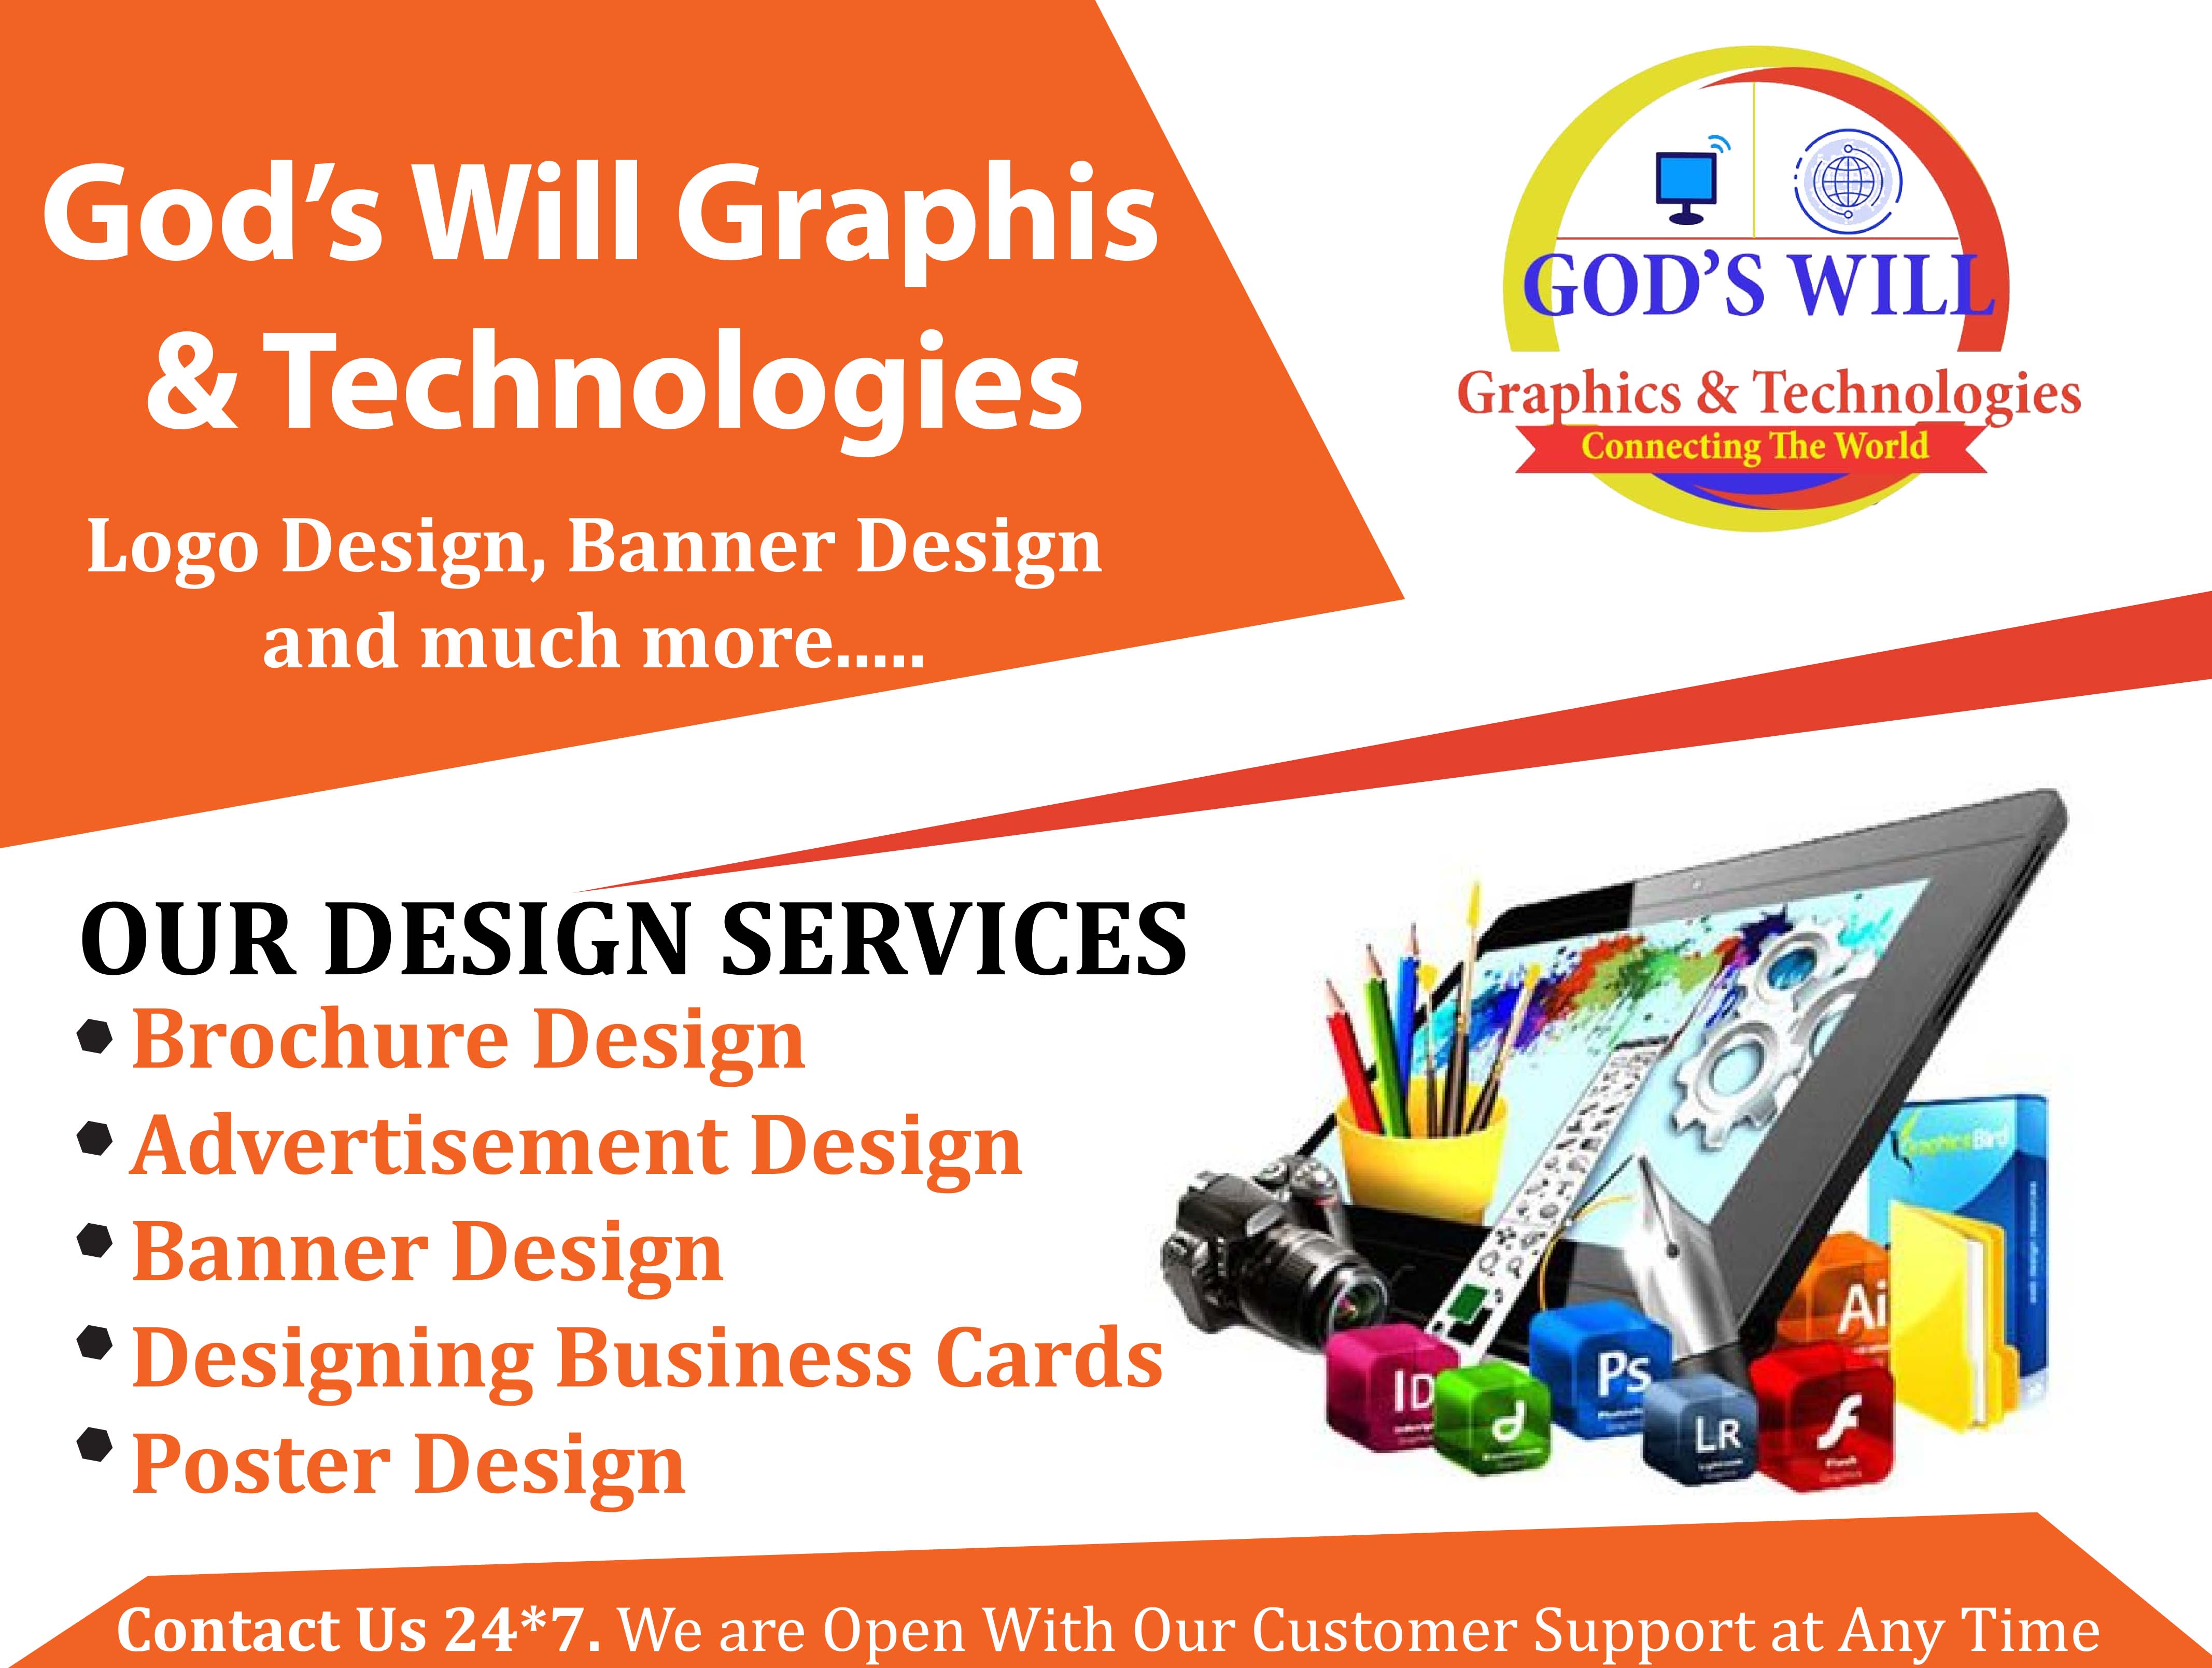 God’s Will Graphis
& Technologies
Logo Design, Banner Design
and much more.....
GOD’S WILL
Graphics & Technologies
Connecting The World
OUR DESIGN SERVICES
Brochure Design
Advertisement Design
Banner Design
Designing Business Cards
Poster Design
GraphicsBird
Ai
ID
d
Ps
LR
f
Contact Us 24*7. We are Open With Our Customer Support at Any Time